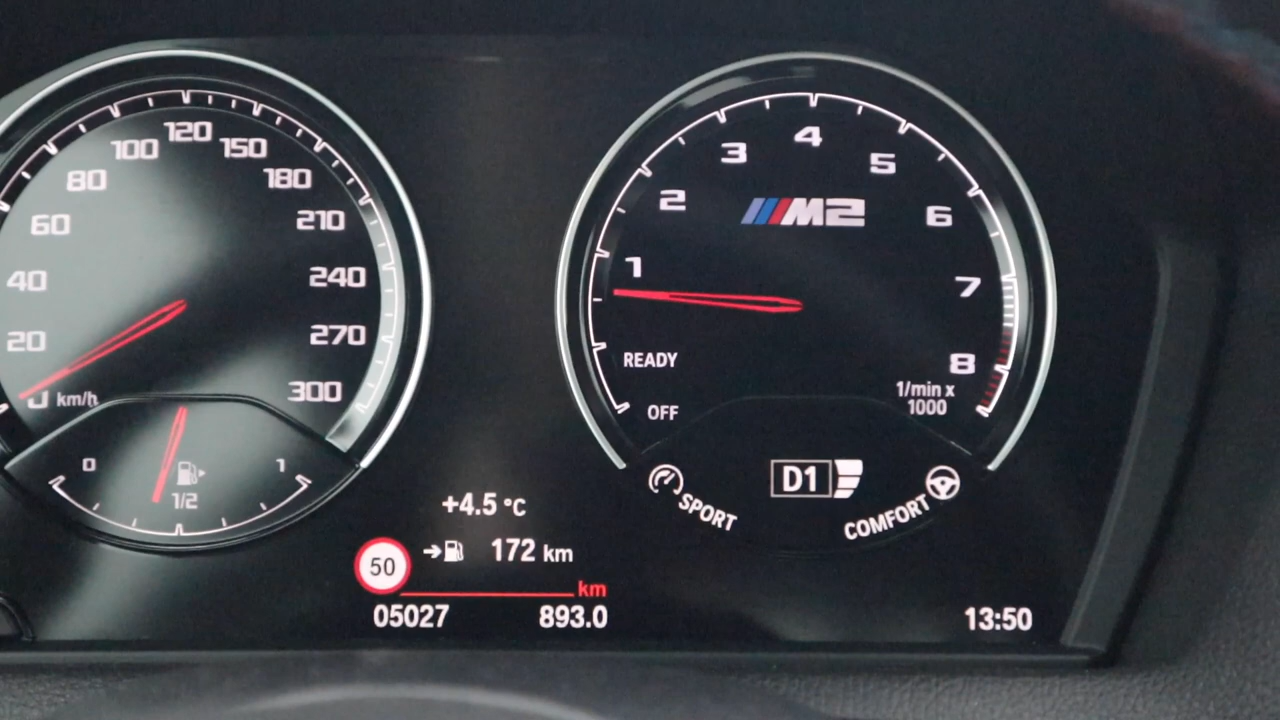 120
100 150
80 180
60 210
40 240
20 270
0 km/h 300
0 1
1/2
4
3 5
2 M2 6
1 7
READY 8
1/min x
1000
OFF
SPORT D1 COMFORT
+4.5 °C
172 km
50
km
05027 893.0
13:50